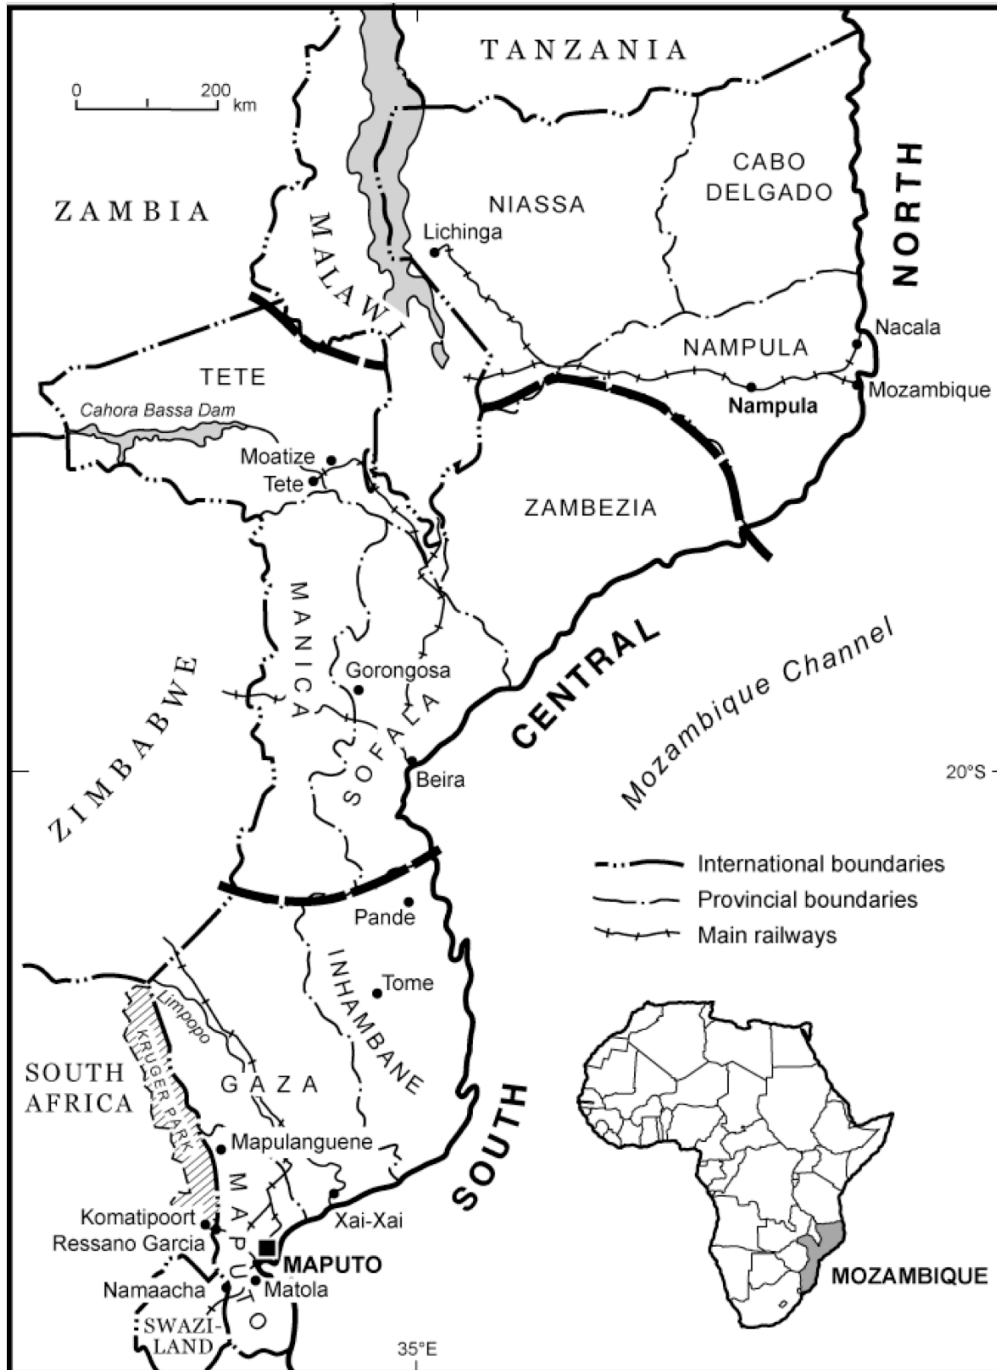 TANZANIA
0 200
km
CABO
DELGADO
NORTH
ZAMBIA
NIASSA
MALAWI
Lichinga
Nacala
NAMPULA
TETE
Mozambique
Nampula
Cahora Bassa Dam
Moatize
Tete
ZAMBEZIA
MANICA
CENTRAL
Mozambique Channel
ZIMBABWE
Gorongosa
SOFALA
Beira
20°S
International boundaries
Provincial boundaries
Main railways
Pande
INHAMBANE
Tome
Limpopo
KRUGER PARK
SOUTH
AFRICA
GAZA
SOUTH
Mapulanguene
MAPUTO
Xai-Xai
Komatipoort
Ressano Garcia
MAPUTO
Namaacha
Matola
MOZAMBIQUE
SWAZI-
LAND
35°E